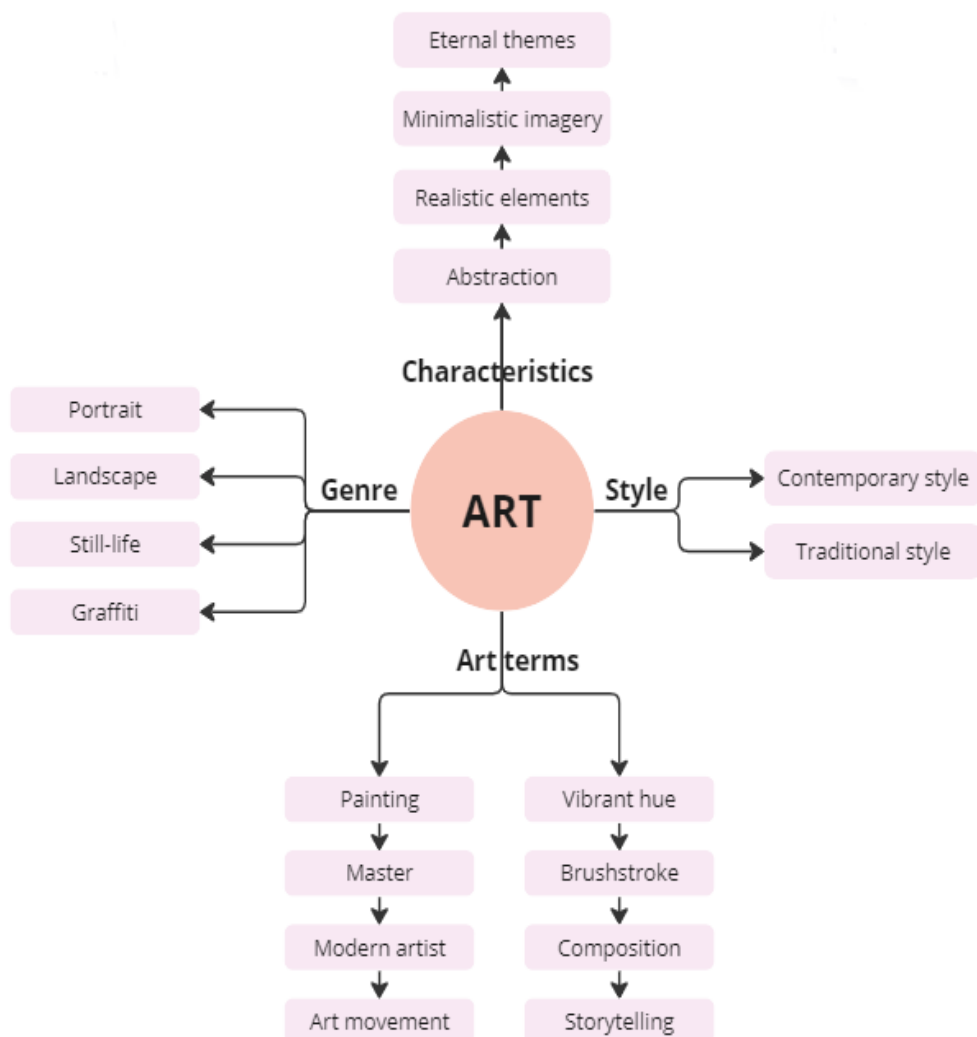 Eternal themes
Minimalistic imagery
Realistic elements
Abstraction
Characteristics
Portrait
Landscape
Still-life
Graffiti
Genre
ART
Style
Contemporary style
Traditional style
Art terms
Painting
Master
Modern artist
Art movement
Vibrant hue
Brushstroke
Composition
Storytelling